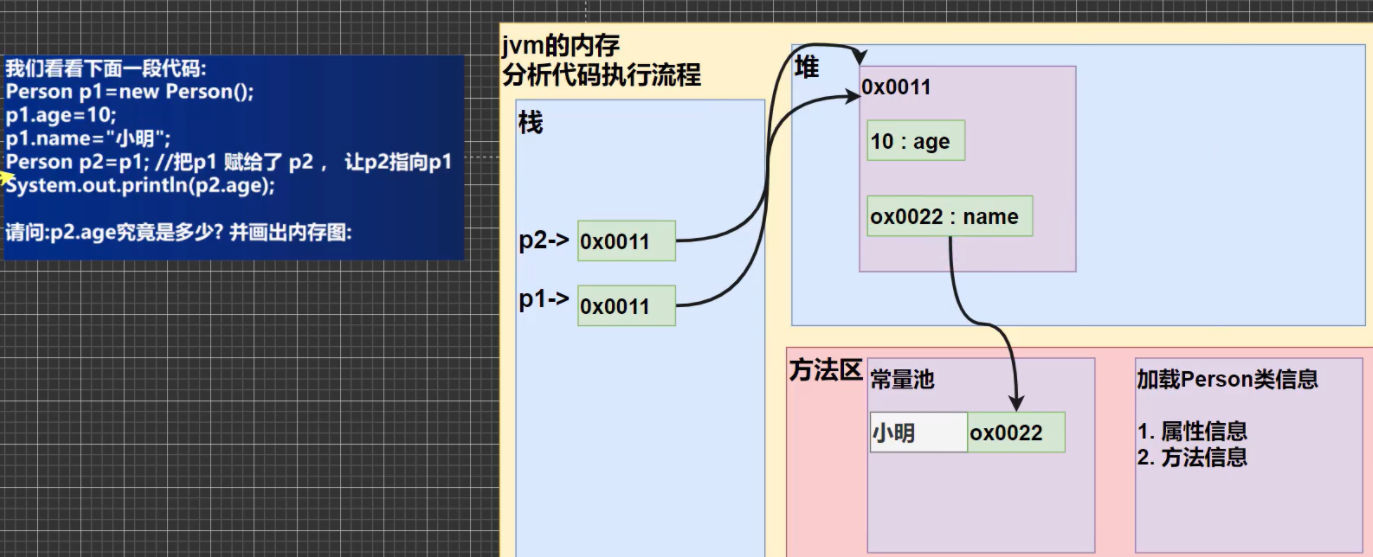 我们看看下面一段代码:
Person p1=new Person();
p1.age=10;
p1.name="小明";
Person p2=p1; //把p1 赋给了 p2 ， 让p2指向p1
System.out.println(p2.age);
请问:p2.age究竟是多少? 并画出内存图:
jvm的内存
分析代码执行流程
栈
p2->
0x0011
p1->
0x0011
堆
0x0011
10 : age
ox0022 : name
方法区
常量池
小明
ox0022
加载Person类信息
1. 属性信息
2. 方法信息